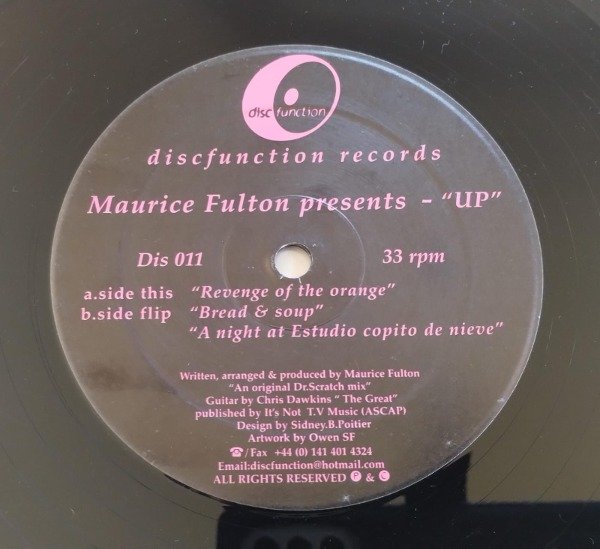 disc function
discfunction records
Maurice Fulton presents - “UP”
Dis 011 33 rpm
a.side this “Revenge of the orange”
b.side flip “Bread & soup”
“A night at Estudio copito de nieve”
Written, arranged & produced by Maurice Fulton
“An original Dr.Scratch mix”
Guitar by Chris Dawkins “ The Great”
published by It's Not T.V Music (ASCAP)
Design by Sidney.B.Poitier
Artwork by Owen SF
☎/Fax +44 (0) 141 401 4324
Email:discfunction@hotmail.com
ALL RIGHTS RESERVED ℗ & ©